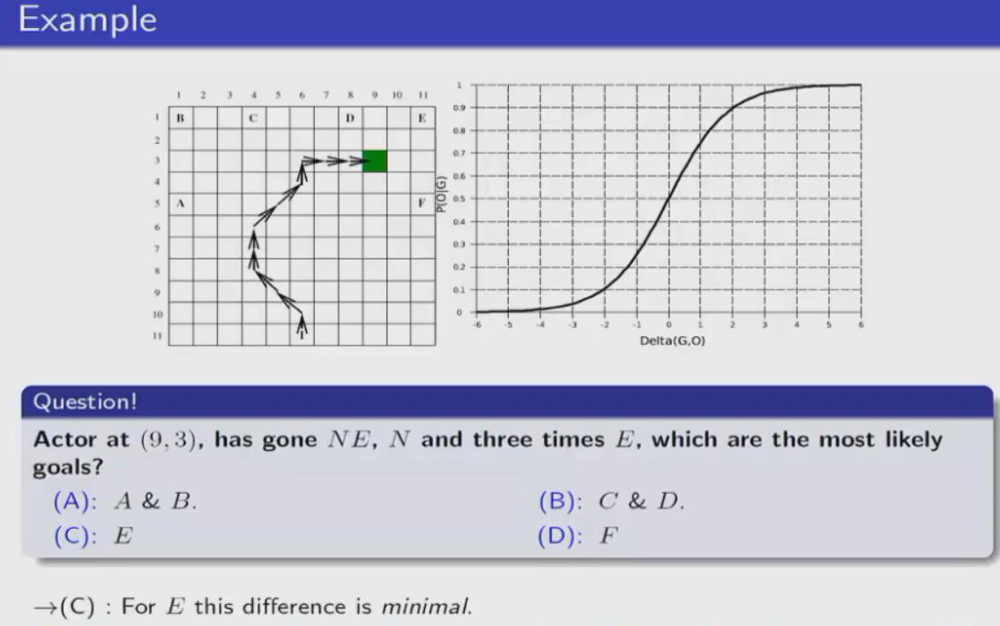 Example
1 2 3 4 5 6 7 8 9 10 11
1 B C D E
2
3
4
5 A F
6
7
8
9
10
11
1
0.9
0.8
0.7
0.6
0.5
0.4
0.3
0.2
0.1
0
P(O|G)
-6 -5 -4 -3 -2 -1 0 1 2 3 4 5 6
Delta(G,O)
Question!
Actor at (9, 3), has gone NE, N and three times E, which are the most likely
goals?
(A): A & B. (B): C & D.
(C): E (D): F
→(C) : For E this difference is minimal.